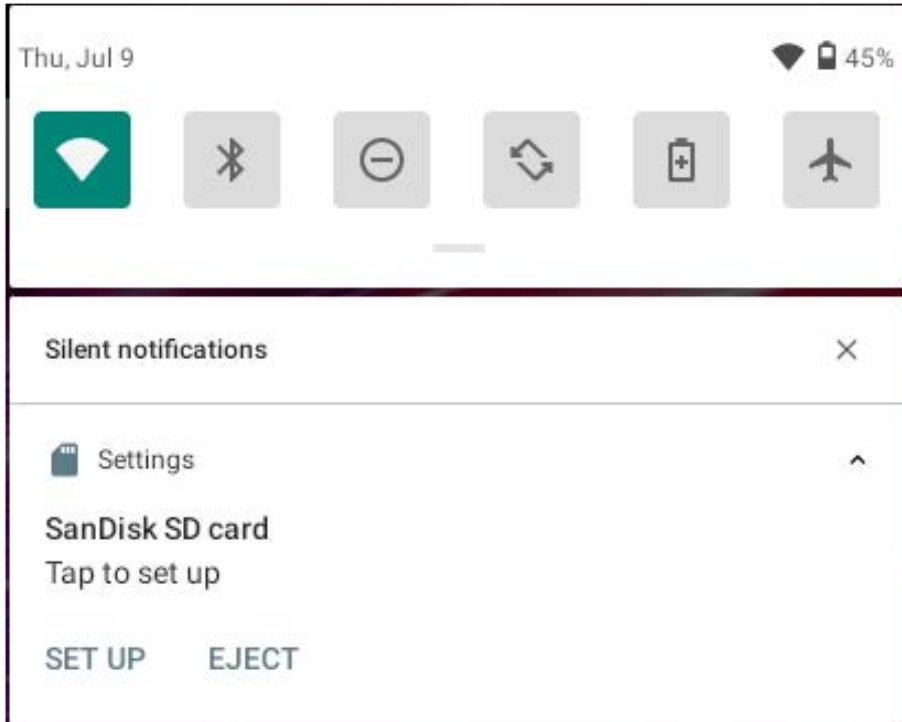 Thu, Jul 9 45%
Silent notifications
Settings
SanDisk SD card
Tap to set up
SET UP EJECT